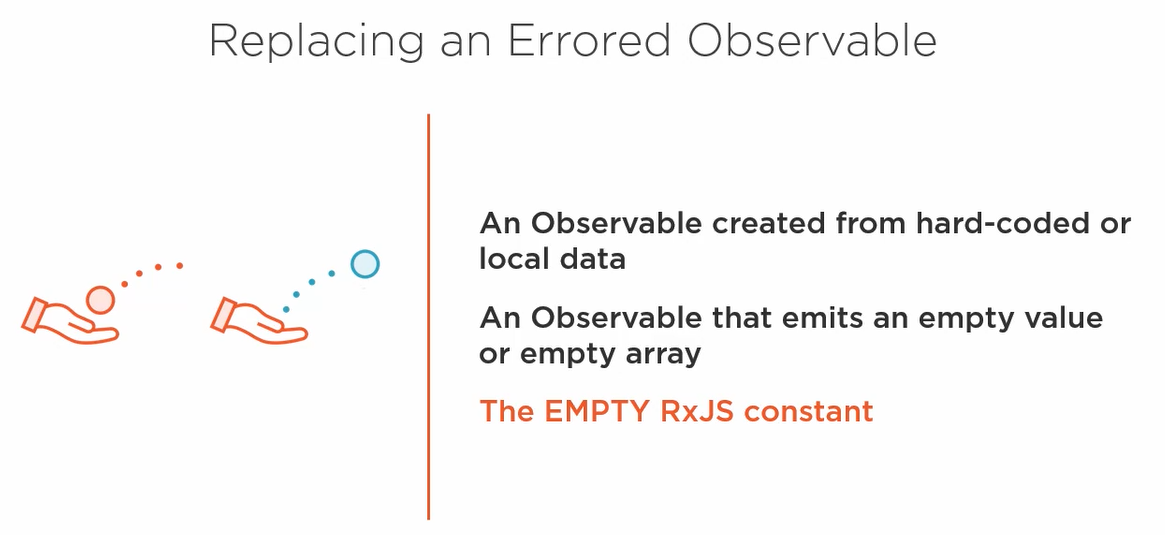 Replacing an Errored Observable
An Observable created from hard-coded or
local data
An Observable that emits an empty value
or empty array
The EMPTY RxJS constant